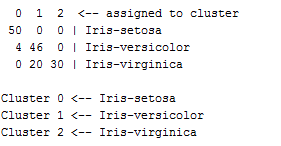 0 1 2 <-- assigned to cluster
50 0 0 | Iris-setosa
4 46 0 | Iris-versicolor
0 20 30 | Iris-virginica
Cluster 0 <-- Iris-setosa
Cluster 1 <-- Iris-versicolor
Cluster 2 <-- Iris-virginica